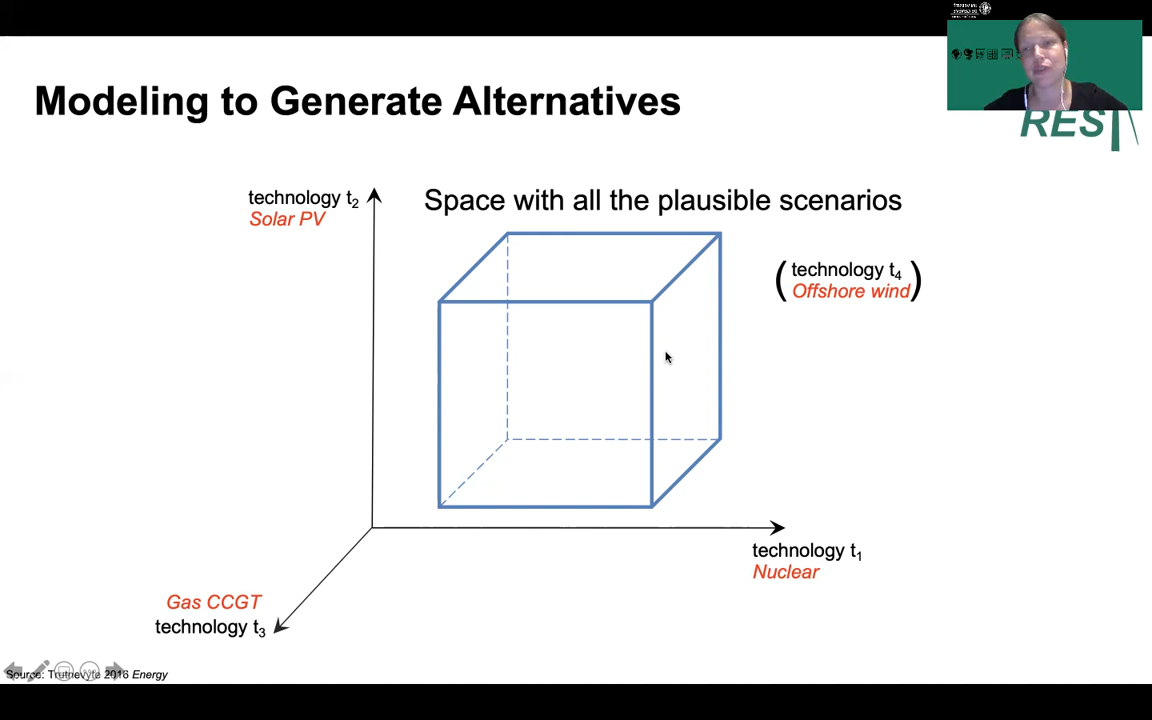 Modeling to Generate Alternatives
RES
technology t₂
Solar PV
Space with all the plausible scenarios
(technology t₄
Offshore wind)
technology t₁
Nuclear
Gas CCGT
technology t₃
Source: Trutnevyte 2016 Energy